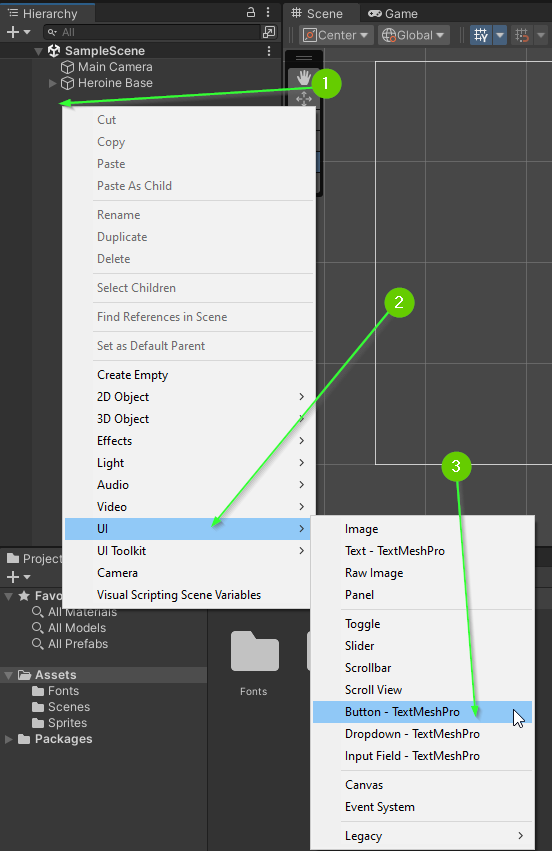 Hierarchy
Scene
Game
All
Center
Global
SampleScene
Main Camera
Heroine Base
1
Cut
Copy
Paste
Paste As Child
Rename
Duplicate
Delete
Select Children
2
Find References in Scene
Set as Default Parent
Create Empty
2D Object
3D Object
Effects
Light
3
Audio
Video
UI
UI Toolkit
Camera
Visual Scripting Scene Variables
Image
Text - TextMeshPro
Raw Image
Panel
Toggle
Slider
Scrollbar
Scroll View
Button - TextMeshPro
Dropdown - TextMeshPro
Input Field - TextMeshPro
Canvas
Event System
Legacy
Project
Favo
All Materials
All Models
All Prefabs
Assets
Fonts
Scenes
Sprites
Packages
Fonts